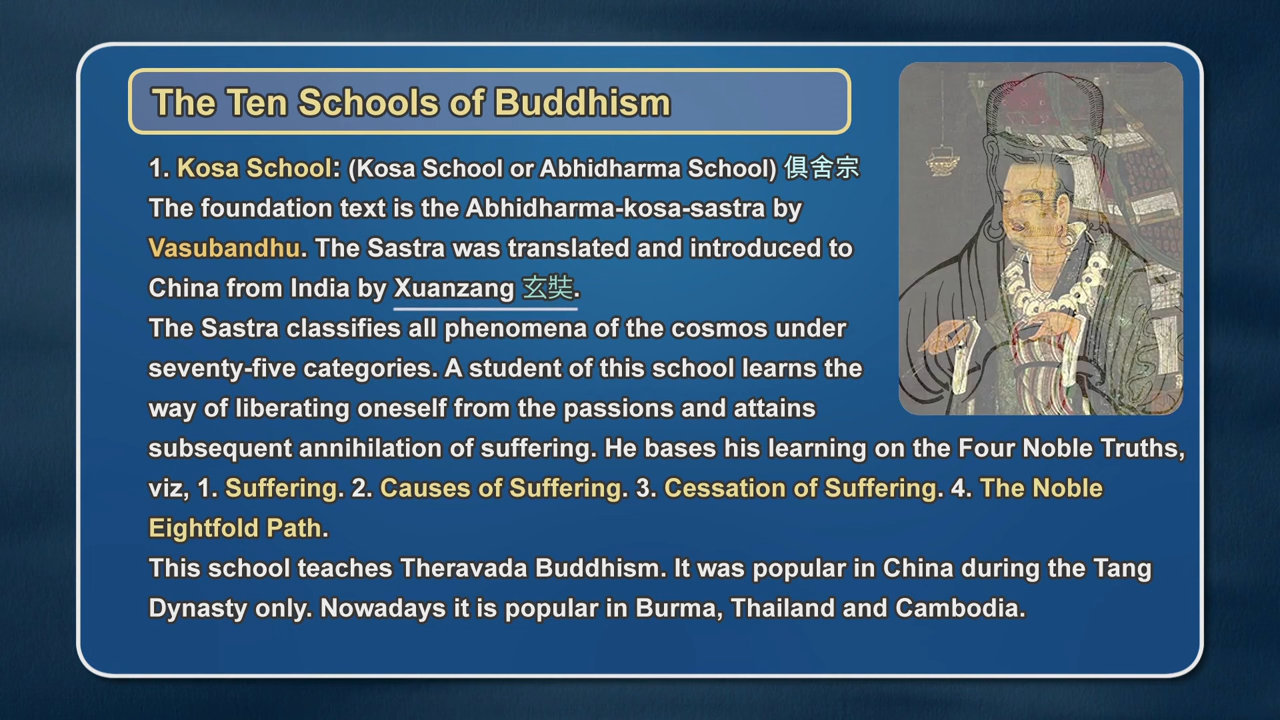 The Ten Schools of Buddhism
1. Kosa School: (Kosa School or Abhidharma School) 俱舍宗
The foundation text is the Abhidharma-kosa-sastra by
Vasubandhu. The Sastra was translated and introduced to
China from India by Xuanzang 玄奘.
The Sastra classifies all phenomena of the cosmos under
seventy-five categories. A student of this school learns the
way of liberating oneself from the passions and attains
subsequent annihilation of suffering. He bases his learning on the Four Noble Truths,
viz, 1. Suffering. 2. Causes of Suffering. 3. Cessation of Suffering. 4. The Noble
Eightfold Path.
This school teaches Theravada Buddhism. It was popular in China during the Tang
Dynasty only. Nowadays it is popular in Burma, Thailand and Cambodia.